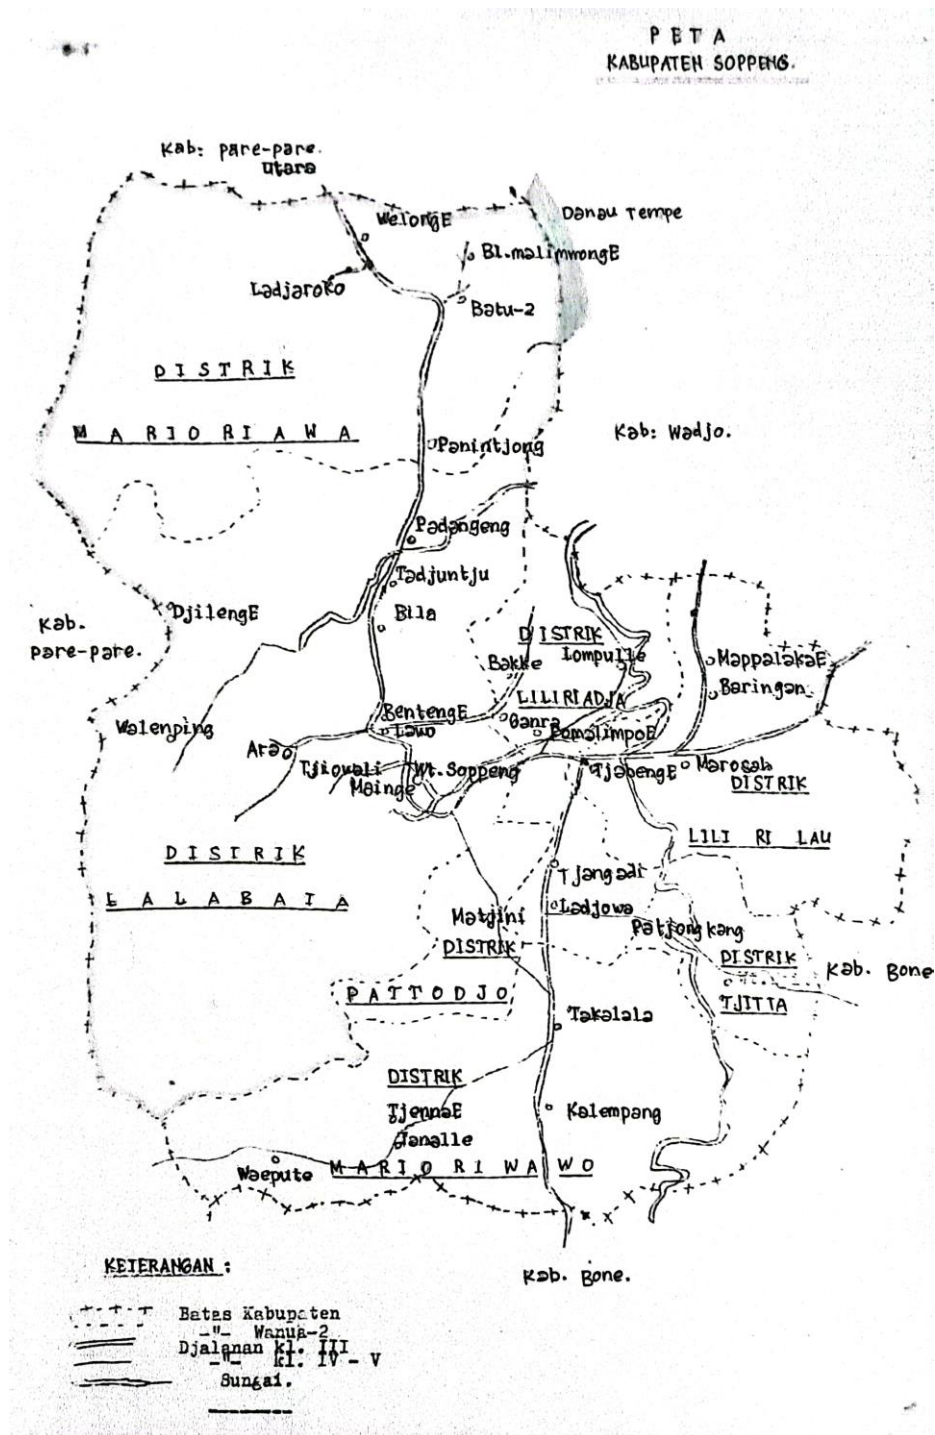 PETA
KABUPATEN SOPPENG.
Kab: pare-pare.
utara
Danau Tempe
WelongE
Bl.malimwongE
Ladjaroko
Batu-2
DISTRIK
MARIORIAWA
Kab: Wadjo.
Panintjong
Padangeng
Tadjuntju
DjilengE
Bila
Kab.
pare-pare.
DISTRIK
Lompulle
Bakke
MappalakaE
Baringan
LILIRIADJA
BentengE
Ganra
Walenping
Lawo
PomalimpoE
Ara
Tjiowali
Wt. Soppeng
TjabengE
Marosab
Mainge
DISTRIK
LILI RI LAU
DISTRIK
LALABATA
Tjangadi
Ladjowa
Matjini
Patjongkang
DISTRIK
DISTRIK
Kab. Bone
PATTODJO
TJITTA
Takalala
DISTRIK
TjennaE
Kalempang
Janalle
Waepute
MARIO RI WAWO
Kab. Bone.
KETERANGAN :
Batas Kabupaten
-"- Wanua-2
Djalanan kl. III
-"- kl. IV - V
Sungai.